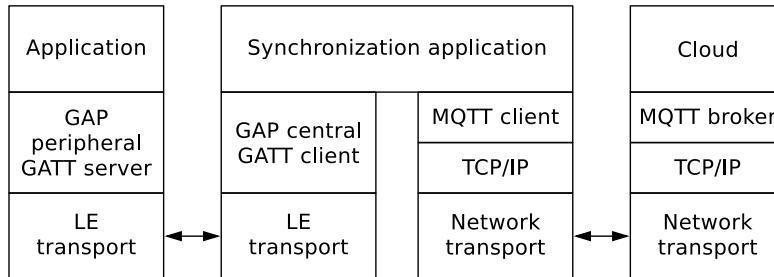 Application
Synchronization application
Cloud
GAP
peripheral
GATT server
GAP central
GATT client
MQTT client
TCP/IP
MQTT broker
TCP/IP
LE
transport
LE
transport
Network
transport
Network
transport